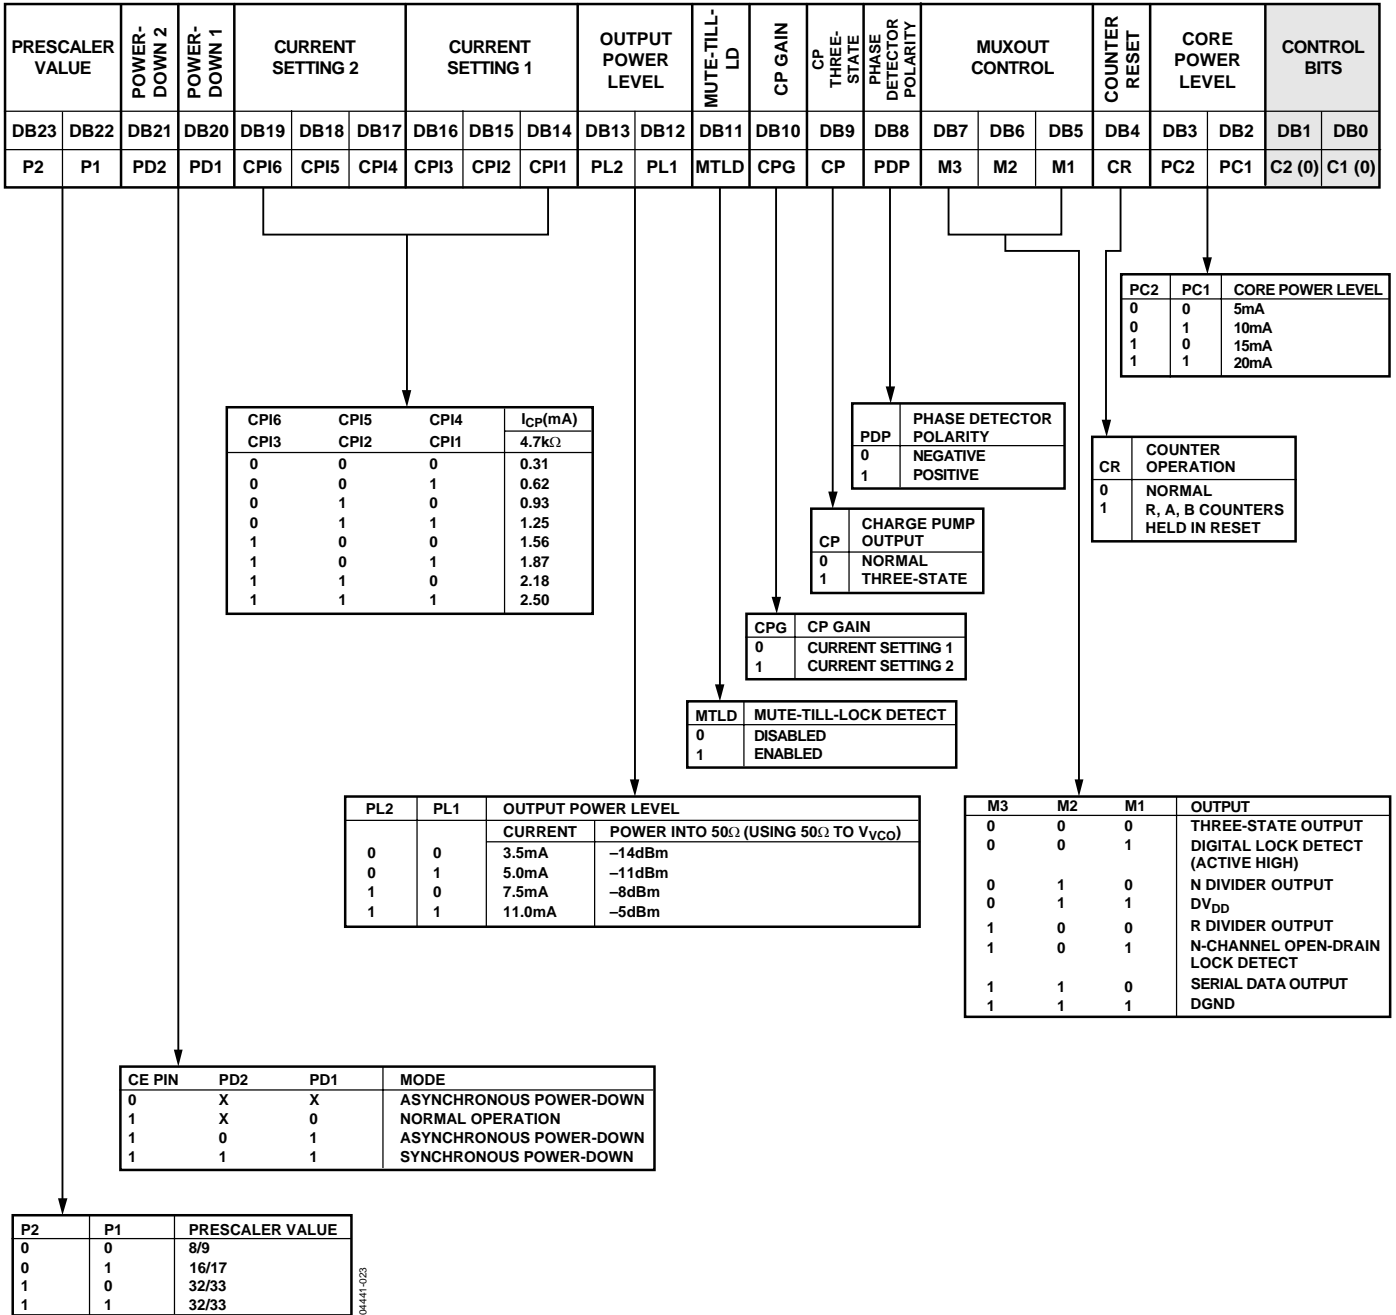 PRESCALER VALUE
POWER-DOWN 2
POWER-DOWN 1
CURRENT SETTING 2
CURRENT SETTING 1
OUTPUT POWER LEVEL
MUTE-TILL-LD
CP GAIN
CP THREE-STATE
PHASE DETECTOR POLARITY
MUXOUT CONTROL
COUNTER RESET
CORE POWER LEVEL
CONTROL BITS
DB23 DB22 DB21 DB20 DB19 DB18 DB17 DB16 DB15 DB14 DB13 DB12 DB11 DB10 DB9 DB8 DB7 DB6 DB5 DB4 DB3 DB2 DB1 DB0
P2 P1 PD2 PD1 CPI6 CPI5 CPI4 CPI3 CPI2 CPI1 PL2 PL1 MTLD CPG CP PDP M3 M2 M1 CR PC2 PC1 C2 (0) C1 (0)
PC2 PC1 CORE POWER LEVEL
0 0 5mA
0 1 10mA
1 0 15mA
1 1 20mA
CPI6 CPI5 CPI4 ICP(mA)
CPI3 CPI2 CPI1 4.7kΩ
0 0 0 0.31
0 0 1 0.62
0 1 0 0.93
0 1 1 1.25
1 0 0 1.56
1 0 1 1.87
1 1 0 2.18
1 1 1 2.50
PHASE DETECTOR
PDP POLARITY
0 NEGATIVE
1 POSITIVE
COUNTER
CR OPERATION
0 NORMAL
1 R, A, B COUNTERS
HELD IN RESET
CHARGE PUMP
CP OUTPUT
0 NORMAL
1 THREE-STATE
CPG CP GAIN
0 CURRENT SETTING 1
1 CURRENT SETTING 2
MTLD MUTE-TILL-LOCK DETECT
0 DISABLED
1 ENABLED
PL2 PL1 OUTPUT POWER LEVEL
CURRENT POWER INTO 50Ω (USING 50Ω TO VVCO)
0 0 3.5mA –14dBm
0 1 5.0mA –11dBm
1 0 7.5mA –8dBm
1 1 11.0mA –5dBm
M3 M2 M1 OUTPUT
0 0 0 THREE-STATE OUTPUT
0 0 1 DIGITAL LOCK DETECT
(ACTIVE HIGH)
0 1 0 N DIVIDER OUTPUT
0 1 1 DVDD
1 0 0 R DIVIDER OUTPUT
1 0 1 N-CHANNEL OPEN-DRAIN
LOCK DETECT
1 1 0 SERIAL DATA OUTPUT
1 1 1 DGND
CE PIN PD2 PD1 MODE
0 X X ASYNCHRONOUS POWER-DOWN
1 X 0 NORMAL OPERATION
1 0 1 ASYNCHRONOUS POWER-DOWN
1 1 1 SYNCHRONOUS POWER-DOWN
P2 P1 PRESCALER VALUE
0 0 8/9
0 1 16/17
1 0 32/33
1 1 32/33
04441-023